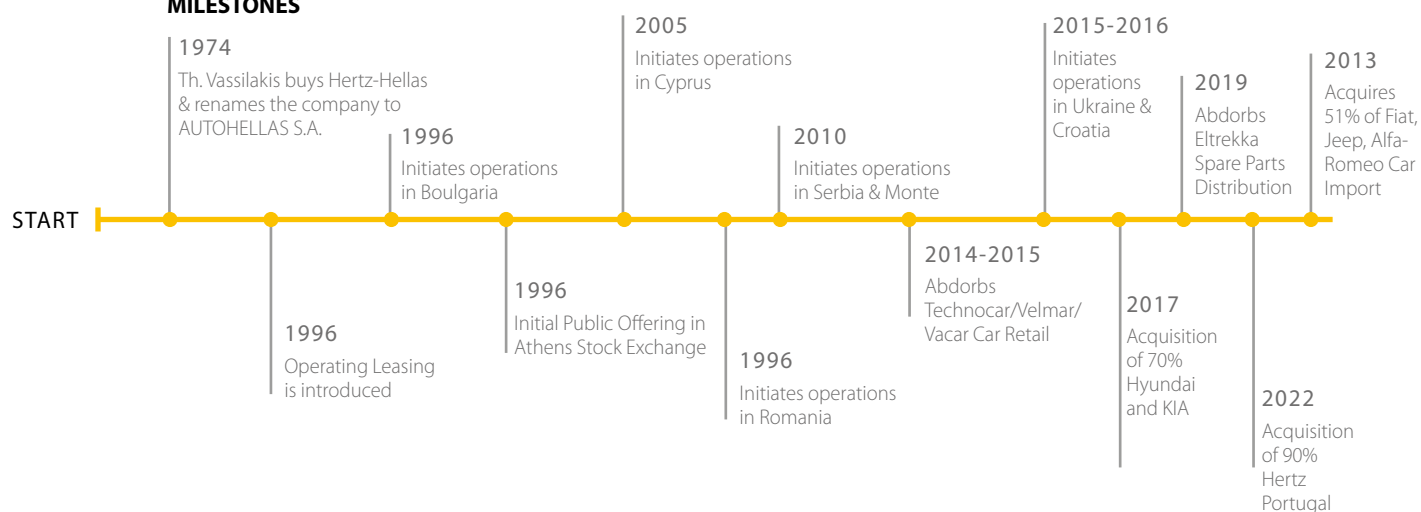 MILESTONES
START
1974
Th. Vassilakis buys Hertz-Hellas
& renames the company to
AUTOHELLAS S.A.
1996
Operating Leasing
is introduced
1996
Initiates operations
in Boulgaria
1996
Initial Public Offering in
Athens Stock Exchange
2005
Initiates operations
in Cyprus
1996
Initiates operations
in Romania
2010
Initiates operations
in Serbia & Monte
2014-2015
Abdorbs
Technocar/Velmar/
Vacar Car Retail
2015-2016
Initiates
operations
in Ukraine &
Croatia
2017
Acquisition
of 70%
Hyundai
and KIA
2019
Abdorbs
Eltrekka
Spare Parts
Distribution
2022
Acquisition
of 90%
Hertz
Portugal
2013
Acquires
51% of Fiat,
Jeep, Alfa-
Romeo Car
Import